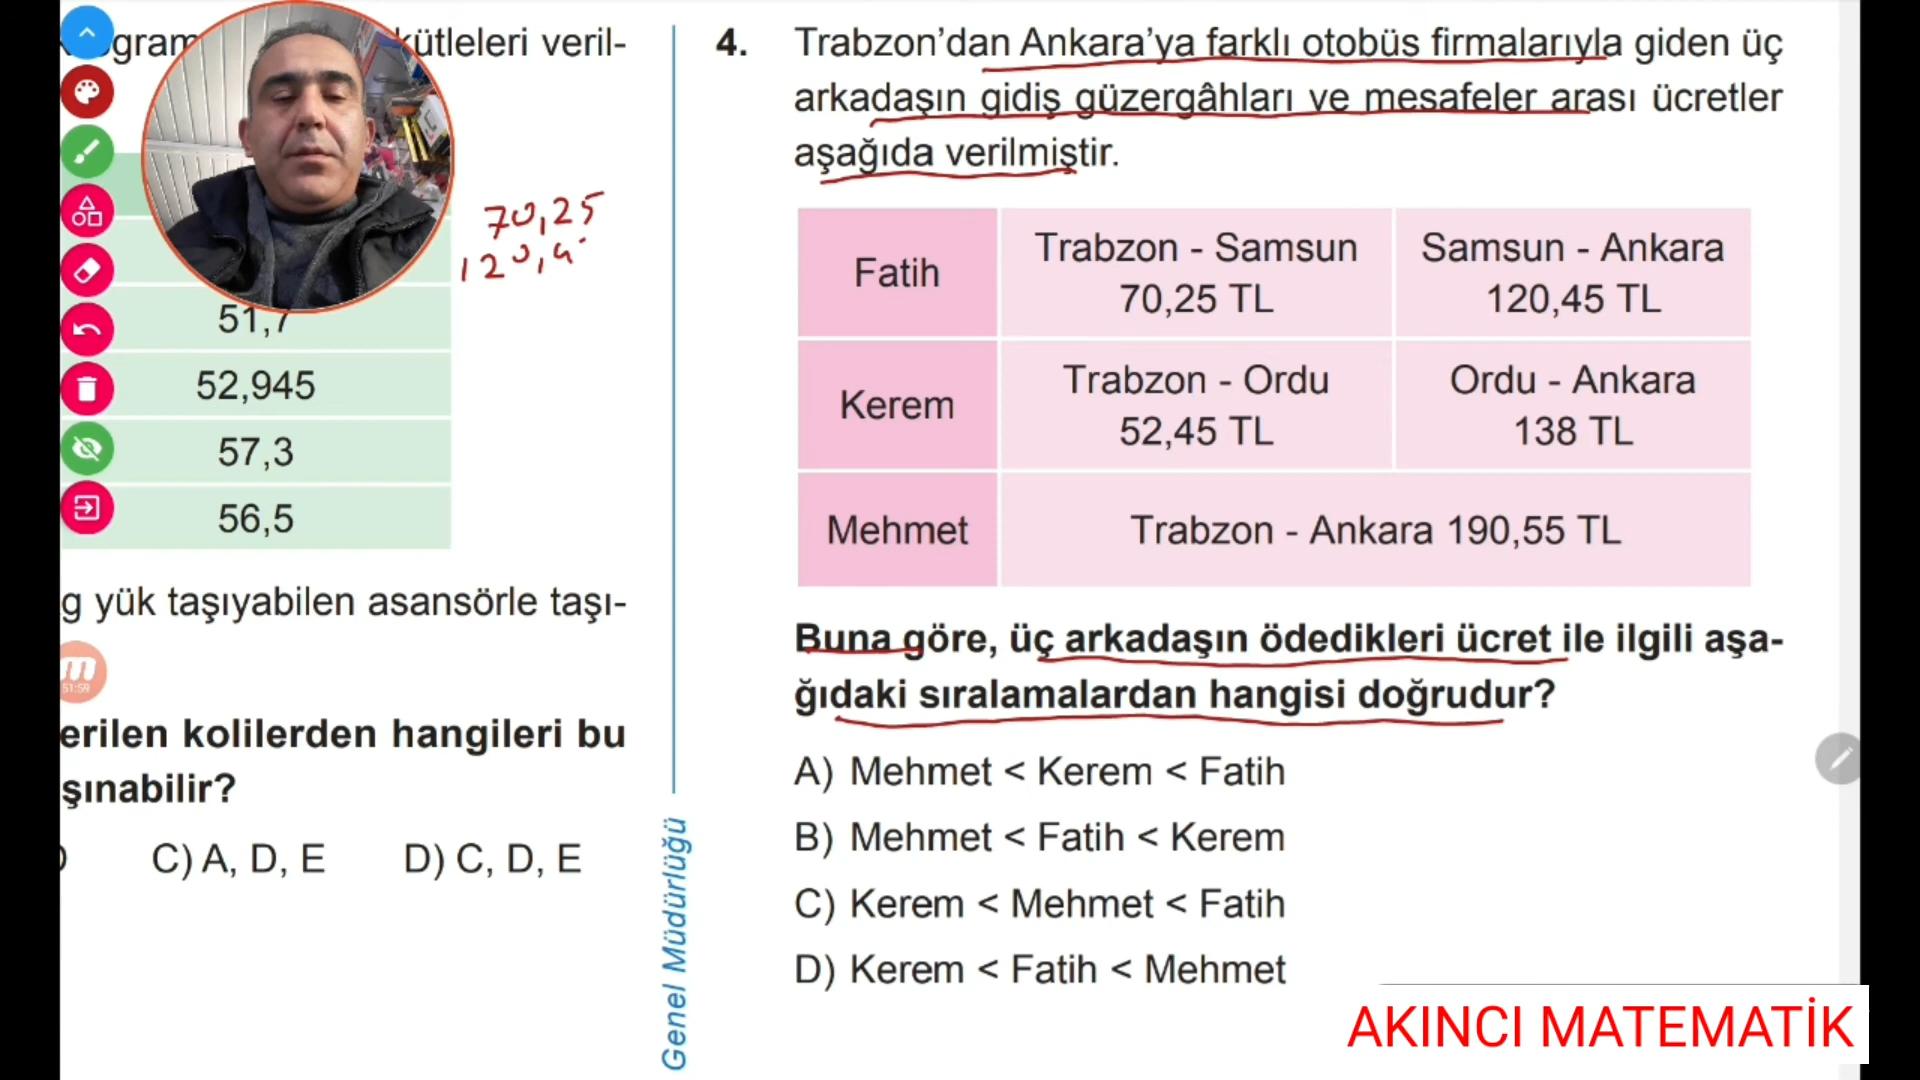 gram
kütleleri veril-
70,25
120,4
51,7
52,945
57,3
56,5
g yük taşıyabilen asansörle taşı-
51:59
erilen kolilerden hangileri bu
şınabilir?
C) A, D, E D) C, D, E
Genel Müdürlüğü
4. Trabzon’dan Ankara’ya farklı otobüs firmalarıyla giden üç
arkadaşın gidiş güzergâhları ve mesafeler arası ücretler
aşağıda verilmiştir.
Fatih
Trabzon - Samsun
70,25 TL
Samsun - Ankara
120,45 TL
Kerem
Trabzon - Ordu
52,45 TL
Ordu - Ankara
138 TL
Mehmet
Trabzon - Ankara 190,55 TL
Buna göre, üç arkadaşın ödedikleri ücret ile ilgili aşa-
ğıdaki sıralamalardan hangisi doğrudur?
A) Mehmet < Kerem < Fatih
B) Mehmet < Fatih < Kerem
C) Kerem < Mehmet < Fatih
D) Kerem < Fatih < Mehmet
AKINCI MATEMATİK